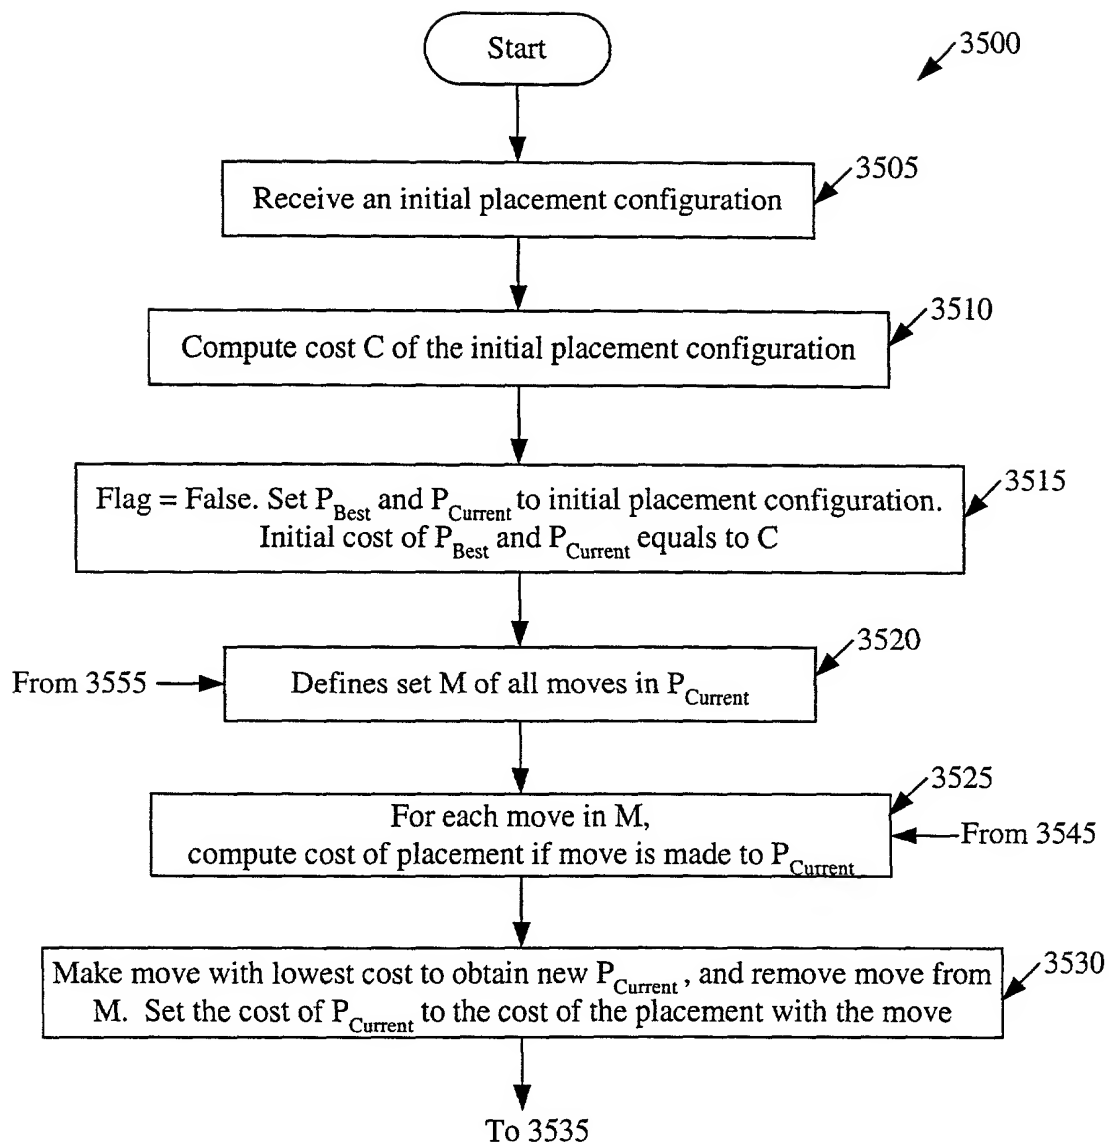 Start
3500
3505
Receive an initial placement configuration
3510
Compute cost C of the initial placement configuration
3515
Flag = False. Set P_Best and P_Current to initial placement configuration.
Initial cost of P_Best and P_Current equals to C
3520
From 3555
Defines set M of all moves in P_Current
3525
For each move in M,
compute cost of placement if move is made to P_Current
From 3545
3530
Make move with lowest cost to obtain new P_Current, and remove move from
M. Set the cost of P_Current to the cost of the placement with the move
To 3535